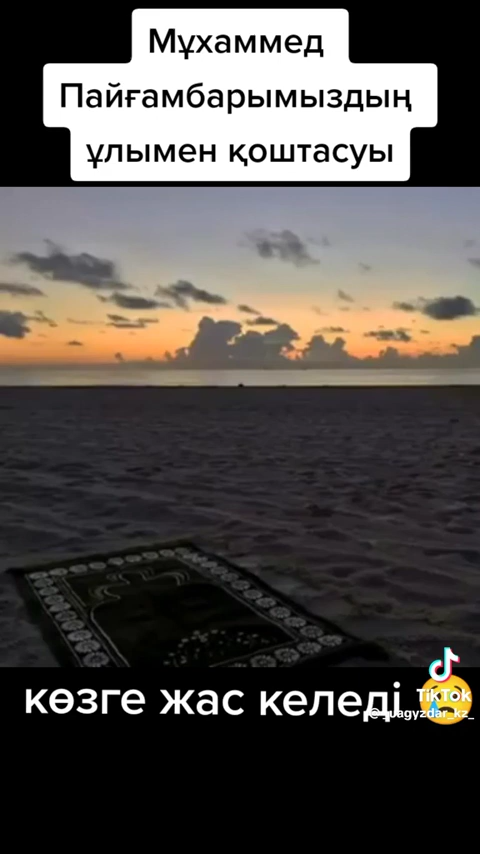 Мұхаммед
Пайғамбарымыздың
ұлымен қоштасуы
көзге жас келеді
TikTok